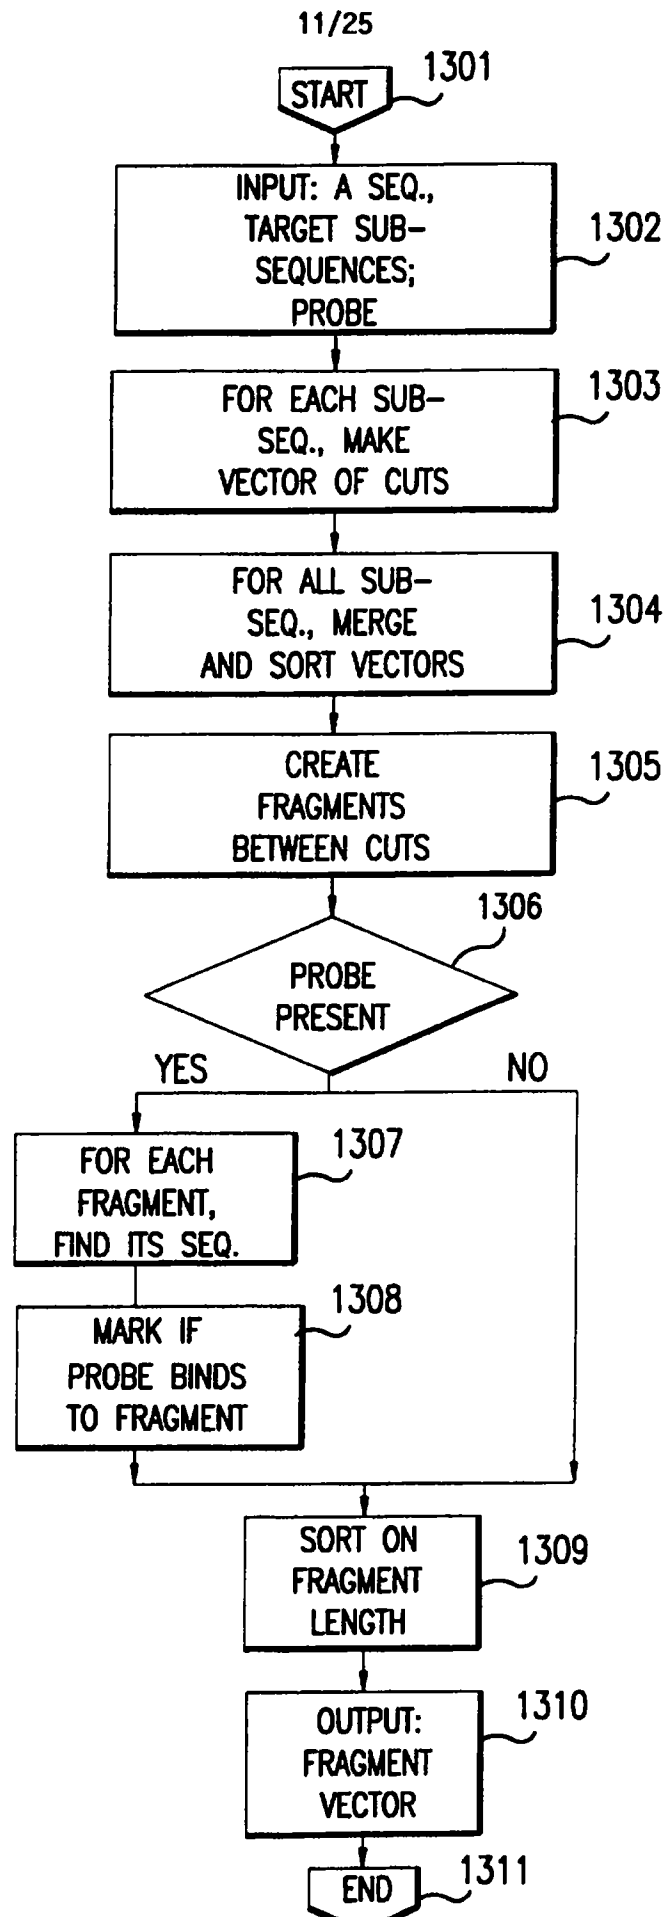 11/25
START
1301
INPUT: A SEQ.,
TARGET SUB-
SEQUENCES;
PROBE
1302
FOR EACH SUB-
SEQ., MAKE
VECTOR OF CUTS
1303
FOR ALL SUB-
SEQ., MERGE
AND SORT VECTORS
1304
CREATE
FRAGMENTS
BETWEEN CUTS
1305
PROBE
PRESENT
1306
YES
NO
FOR EACH
FRAGMENT,
FIND ITS SEQ.
1307
MARK IF
PROBE BINDS
TO FRAGMENT
1308
SORT ON
FRAGMENT
LENGTH
1309
OUTPUT:
FRAGMENT
VECTOR
1310
END
1311